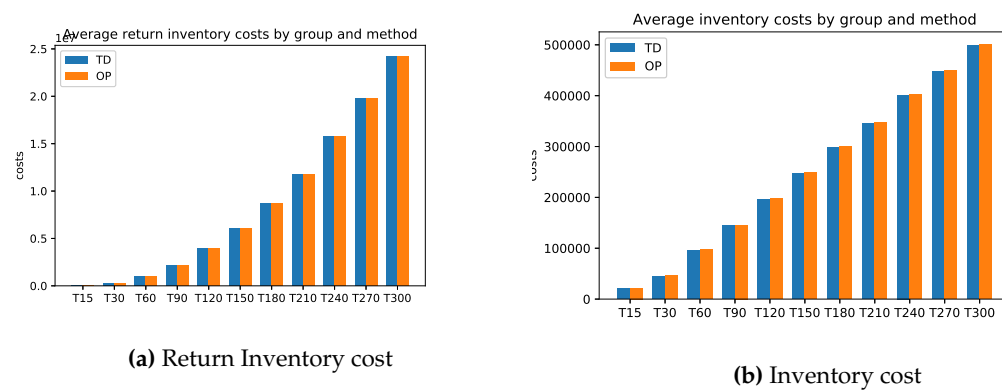 Average return inventory costs by group and method
1e7
TD
OP
2.5
2.0
1.5
1.0
0.5
0.0
costs
T15 T30 T60 T90 T120 T150 T180 T210 T240 T270 T300
(a) Return Inventory cost
Average inventory costs by group and method
TD
OP
500000
400000
300000
200000
100000
0
costs
T15 T30 T60 T90 T120 T150 T180 T210 T240 T270 T300
(b) Inventory cost